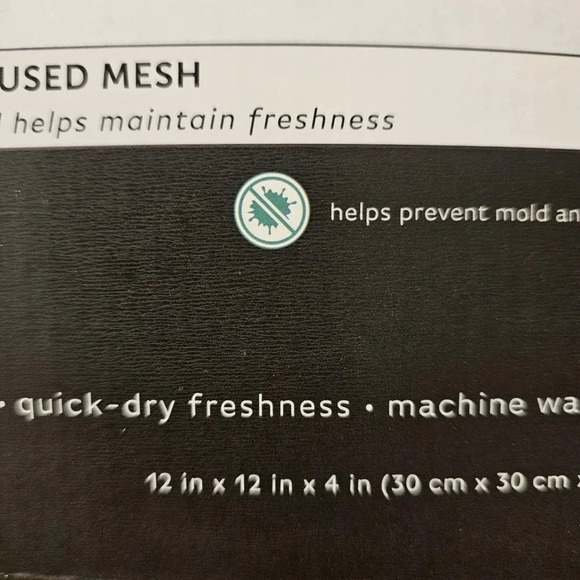 USED MESH
helps maintain freshness
helps prevent mold an
• quick-dry freshness • machine wa
12 in x 12 in x 4 in (30 cm x 30 cm x